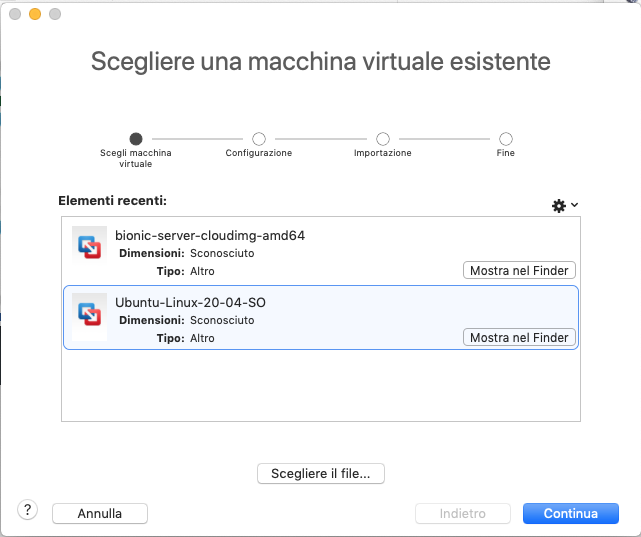 Scegliere una macchina virtuale esistente
Scegli macchina
virtuale
Configurazione
Importazione
Fine
Elementi recenti:
bionic-server-cloudimg-amd64
Dimensioni: Sconosciuto
Tipo: Altro
Mostra nel Finder
Ubuntu-Linux-20-04-SO
Dimensioni: Sconosciuto
Tipo: Altro
Mostra nel Finder
Scegliere il file...
?
Annulla
Indietro
Continua